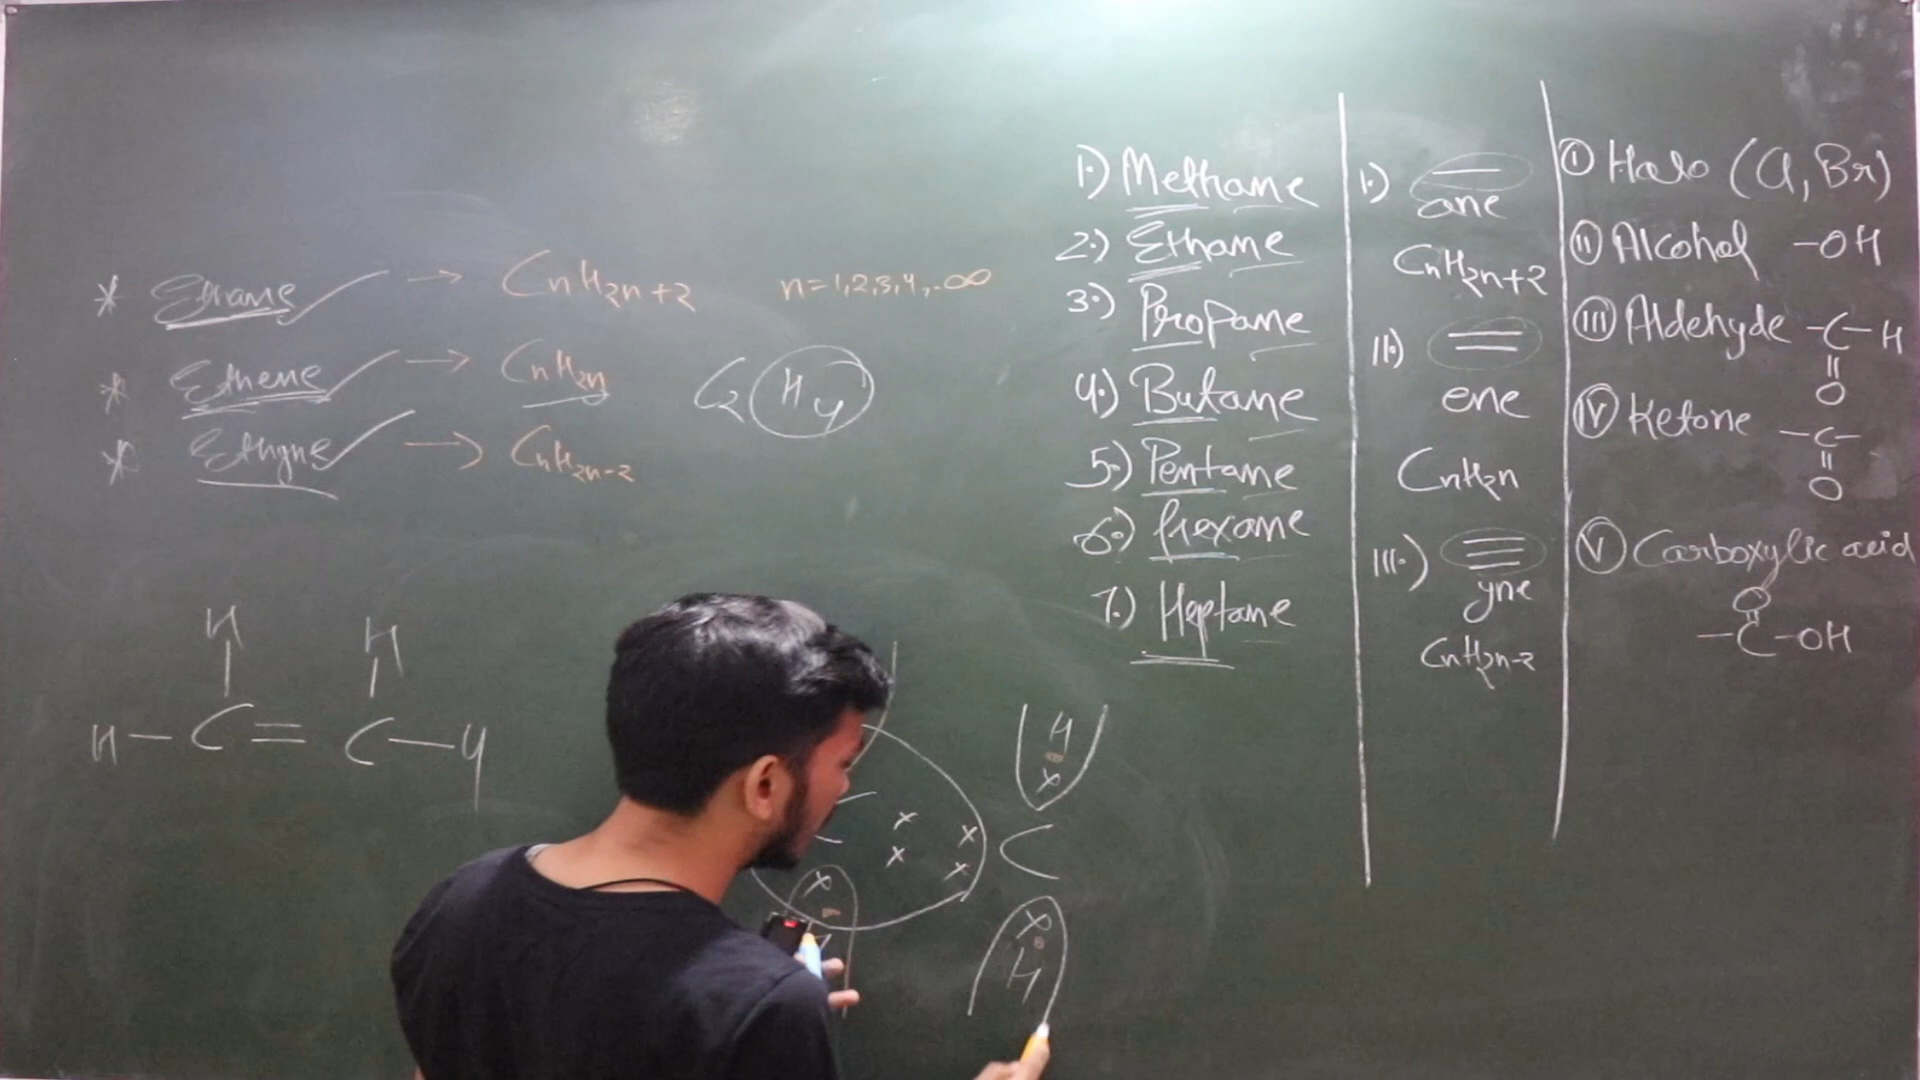 * Ethane → CnH2n+2 n=1,2,3,4,..∞
* Ethene → CnH2n C2H4
* Ethyne → CnH2n-2
H H
H — C = C — H
H
x
C x x C
x x
x x
H H
1.) Methane
2.) Ethane
3.) Propane
4.) Butane
5.) Pentane
6.) hexane
7.) Heptane
1.) —
ane
CnH2n+2
11.) =
ene
CnH2n
111.) ≡
yne
CnH2n-2
(i) Halo (Cl, Br)
(ii) Alcohol -OH
(iii) Aldehyde -C-H
||
O
(iv) Ketone -C-
||
O
(v) Carboxylic acid
O
||
-C-OH